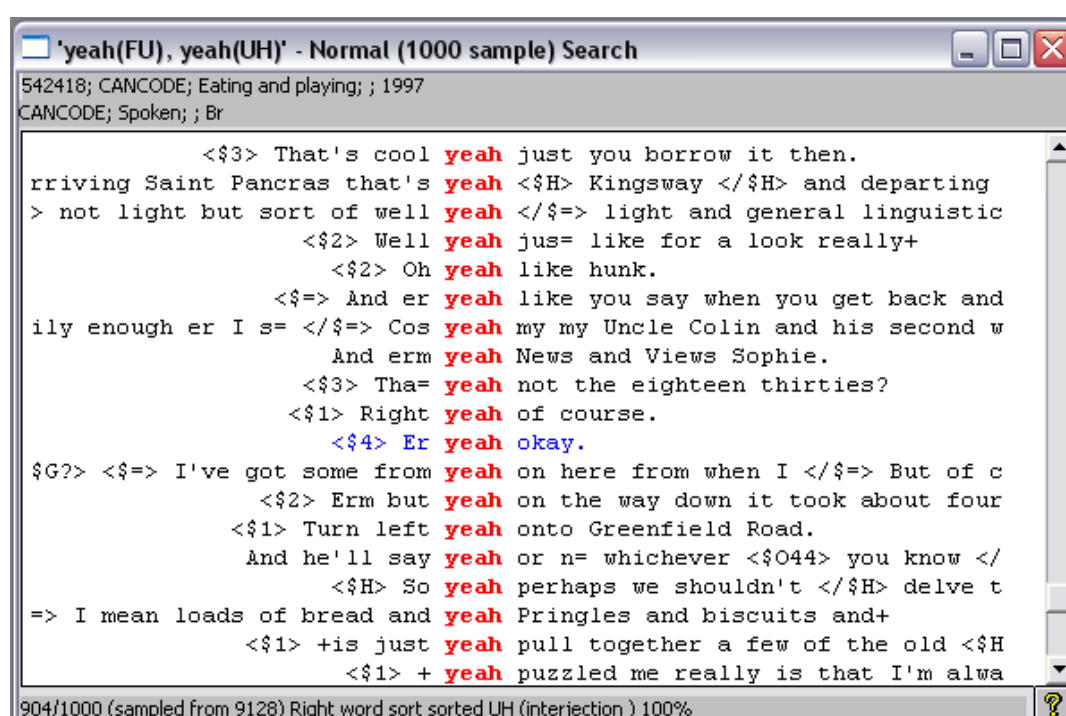 'yeah(FU), yeah(UH)' - Normal (1000 sample) Search
542418; CANCODE; Eating and playing; ; 1997
CANCODE; Spoken; ; Br
<$3> That's cool yeah just you borrow it then.
rriving Saint Pancras that's yeah <$H> Kingsway </$H> and departing
> not light but sort of well yeah </$=> light and general linguistic
<$2> Well yeah jus= like for a look really+
<$2> Oh yeah like hunk.
<$=> And er yeah like you say when you get back and
ily enough er I s= </$=> Cos yeah my my Uncle Colin and his second w
And erm yeah News and Views Sophie.
<$3> Tha= yeah not the eighteen thirties?
<$1> Right yeah of course.
<$4> Er yeah okay.
$G?> <$=> I've got some from yeah on here from when I </$=> But of c
<$2> Erm but yeah on the way down it took about four
<$1> Turn left yeah onto Greenfield Road.
And he'll say yeah or n= whichever <$O44> you know </
<$H> So yeah perhaps we shouldn't </$H> delve t
=> I mean loads of bread and yeah Pringles and biscuits and+
<$1> +is just yeah pull together a few of the old <$H
<$1> + yeah puzzled me really is that I'm alwa
904/1000 (sampled from 9128) Right word sort sorted UH (interjection ) 100%
?